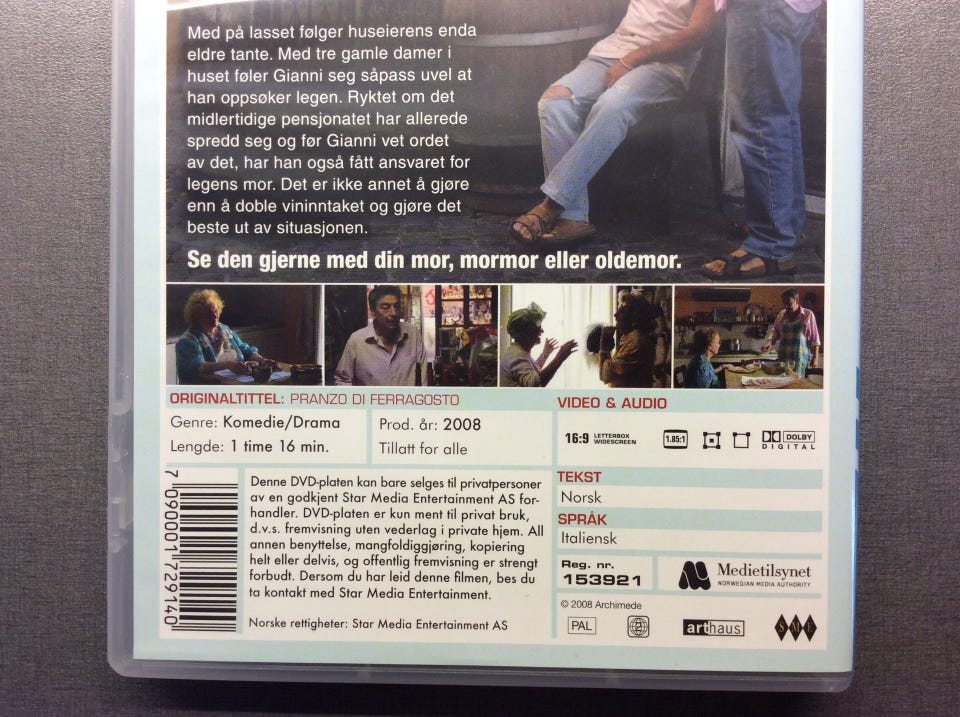 Med på lasset følger huseierens enda
eldre tante. Med tre gamle damer i
huset føler Gianni seg såpass uvel at
han oppsøker legen. Ryktet om det
midlertidige pensjonatet har allerede
spredd seg og før Gianni vet ordet
av det, har han også fått ansvaret for
legens mor. Det er ikke annet å gjøre
enn å doble vininntaket og gjøre det
beste ut av situasjonen.
Se den gjerne med din mor, mormor eller oldemor.
ORIGINALTITTEL: PRANZO DI FERRAGOSTO
Genre: Komedie/Drama
Lengde: 1 time 16 min.
Prod. år: 2008
Tillatt for alle
7 090001 729140
Denne DVD-platen kan bare selges til privatpersoner
av en godkjent Star Media Entertainment AS for-
handler. DVD-platen er kun ment til privat bruk,
d.v.s. fremvisning uten vederlag i private hjem. All
annen benyttelse, mangfoldiggjøring, kopiering
helt eller delvis, og offentlig fremvisning er strengt
forbudt. Dersom du har leid denne filmen, bes du
ta kontakt med Star Media Entertainment.
Norske rettigheter: Star Media Entertainment AS
VIDEO & AUDIO
16:9 LETTERBOX
WIDESCREEN
1.85:1
DOLBY
DIGITAL
TEKST
Norsk
SPRÅK
Italiensk
Reg. nr.
153921
Medietilsynet
NORWEGIAN MEDIA AUTHORITY
© 2008 Archimede
PAL
2
arthaus
SME